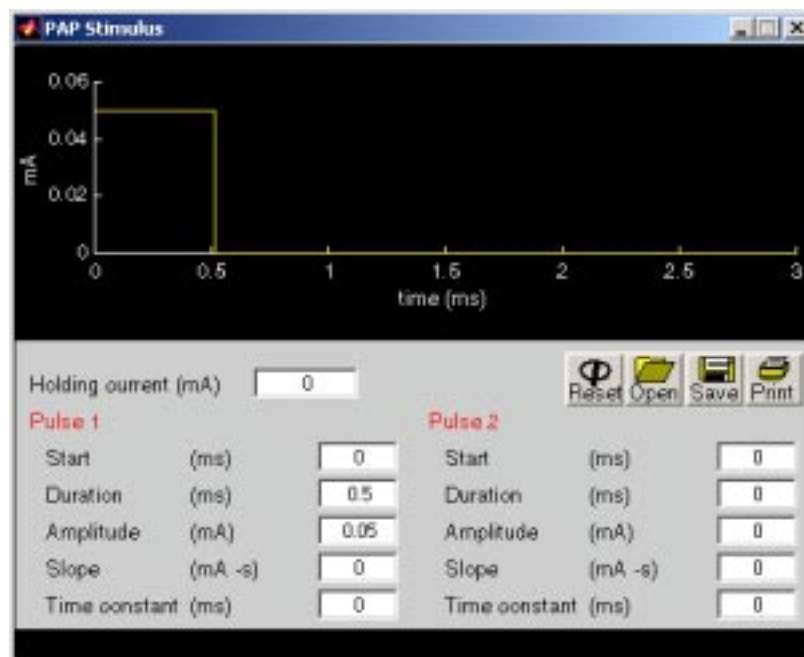 PAP Stimulus
0.06
0.04
mA
0.02
0
0 0.5 1 1.5 2 2.5 3
time (ms)
Holding current (mA) 0
Reset Open Save Print
Pulse 1 Pulse 2
Start (ms) 0 Start (ms) 0
Duration (ms) 0.5 Duration (ms) 0
Amplitude (mA) 0.05 Amplitude (mA) 0
Slope (mA -s) 0 Slope (mA -s) 0
Time constant (ms) 0 Time constant (ms) 0